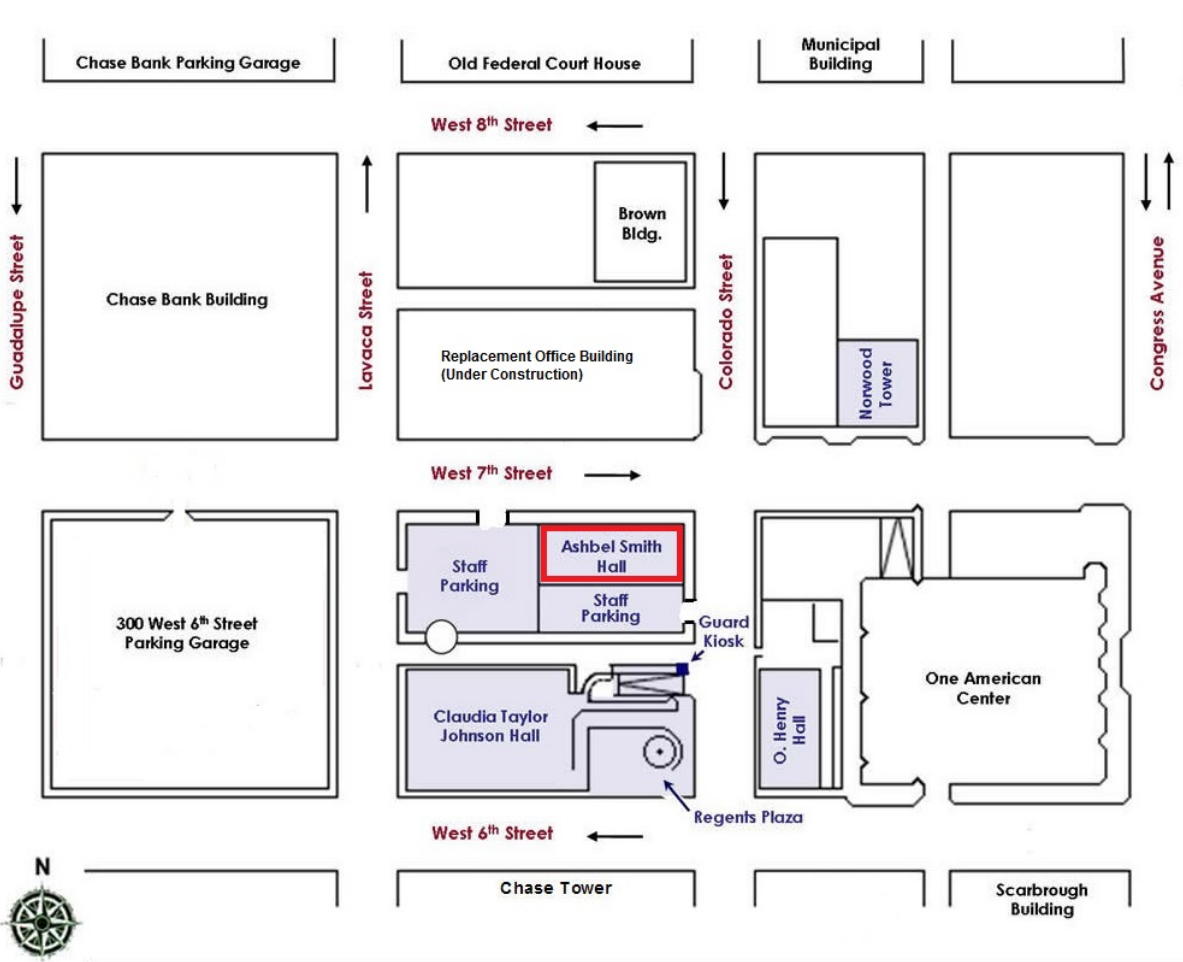 Chase Bank Parking Garage
Old Federal Court House
Municipal
Building
West 8th Street
Guadalupe Street
Lavaca Street
Colorado Street
Congress Avenue
Brown
Bldg.
Chase Bank Building
Replacement Office Building
(Under Construction)
Norwood
Tower
West 7th Street
Ashbel Smith
Hall
Staff
Parking
Staff
Parking
Guard
Kiosk
300 West 6th Street
Parking Garage
One American
Center
Claudia Taylor
Johnson Hall
O. Henry
Hall
Regents Plaza
West 6th Street
N
Chase Tower
Scarbrough
Building